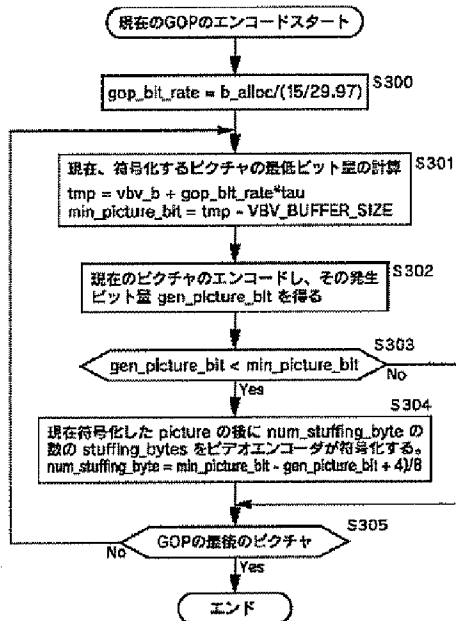 現在のGOPのエンコードスタート
S300
gop_bit_rate = b_alloc/(15/29.97)
S301
現在、符号化するピクチャの最低ビット量の計算
tmp = vbv_b + gop_bit_rate*tau
min_picture_bit = tmp - VBV_BUFFER_SIZE
S302
現在のピクチャのエンコードし、その発生
ビット量 gen_picture_bit を得る
S303
gen_picture_bit < min_picture_bit
No
Yes
S304
現在符号化した picture の後に num_stuffing_byte の
数の stuffing_bytes をビデオエンコーダが符号化する。
num_stuffing_byte = min_picture_bit - gen_picture_bit + 4)/8
S305
GOPの最後のピクチャ
No
Yes
エンド